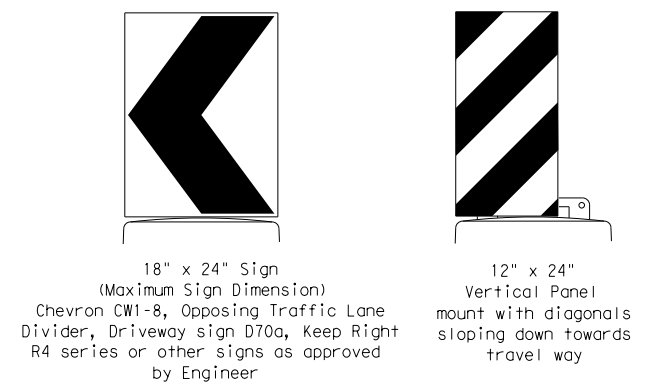 18" x 24" Sign
(Maximum Sign Dimension)
Chevron CW1-8, Opposing Traffic Lane
Divider, Driveway sign D70a, Keep Right
R4 series or other signs as approved
by Engineer
12" x 24"
Vertical Panel
mount with diagonals
sloping down towards
travel way